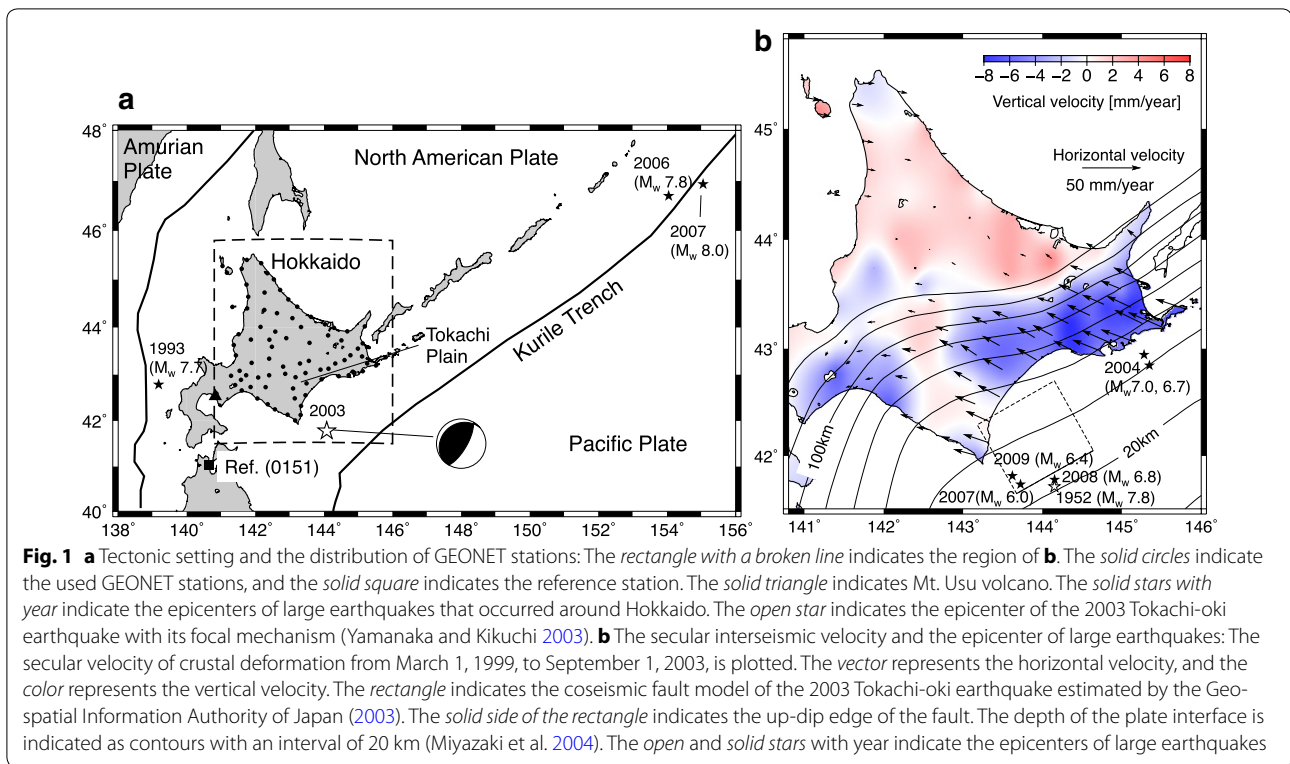 a
48°
46°
44°
42°
40°
138
140
142
144
146
148
150
152
154
156
Amurian
Plate
North American Plate
2006
(Mw 7.8)
2007
(Mw 8.0)
Hokkaido
Kurile Trench
Tokachi
Plain
1993
(Mw 7.7)
2003
Pacific Plate
Ref. (0151)
b
−8 −6 −4 −2 0 2 4 6 8
Vertical velocity [mm/year]
Horizontal velocity
50 mm/year
45°
44°
43°
42°
2004
(Mw7.0, 6.7)
100km
20km
2009 (Mw 6.4)
2008 (Mw 6.8)
2007(Mw 6.0)
1952 (Mw 7.8)
141° 142° 143° 144° 145° 146°
Fig. 1 a Tectonic setting and the distribution of GEONET stations: The rectangle with a broken line indicates the region of b. The solid circles indicate
the used GEONET stations, and the solid square indicates the reference station. The solid triangle indicates Mt. Usu volcano. The solid stars with
year indicate the epicenters of large earthquakes that occurred around Hokkaido. The open star indicates the epicenter of the 2003 Tokachi-oki
earthquake with its focal mechanism (Yamanaka and Kikuchi 2003). b The secular interseismic velocity and the epicenter of large earthquakes: The
secular velocity of crustal deformation from March 1, 1999, to September 1, 2003, is plotted. The vector represents the horizontal velocity, and the
color represents the vertical velocity. The rectangle indicates the coseismic fault model of the 2003 Tokachi-oki earthquake estimated by the Geo-
spatial Information Authority of Japan (2003). The solid side of the rectangle indicates the up-dip edge of the fault. The depth of the plate interface is
indicated as contours with an interval of 20 km (Miyazaki et al. 2004). The open and solid stars with year indicate the epicenters of large earthquakes